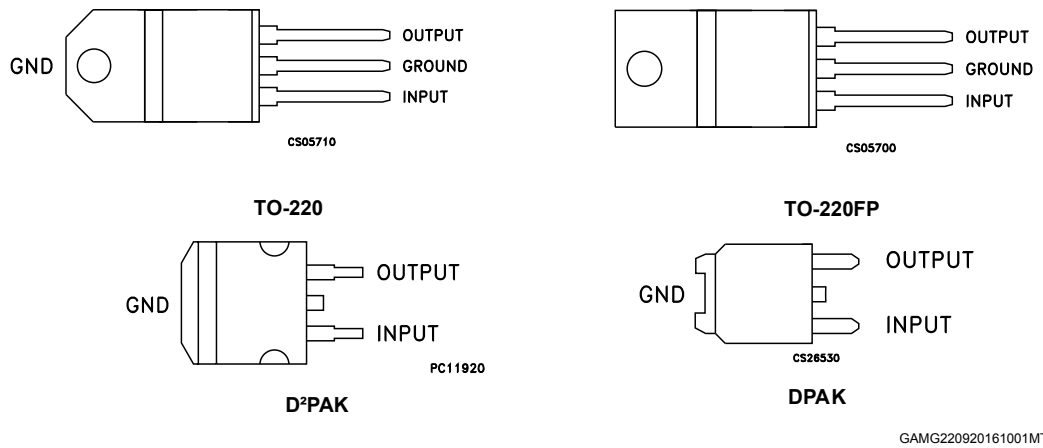 OUTPUT
GND
GROUND
INPUT
CS05710
TO-220
OUTPUT
GROUND
INPUT
CS05700
TO-220FP
OUTPUT
GND
INPUT
PC11920
D²PAK
OUTPUT
GND
INPUT
CS26530
DPAK